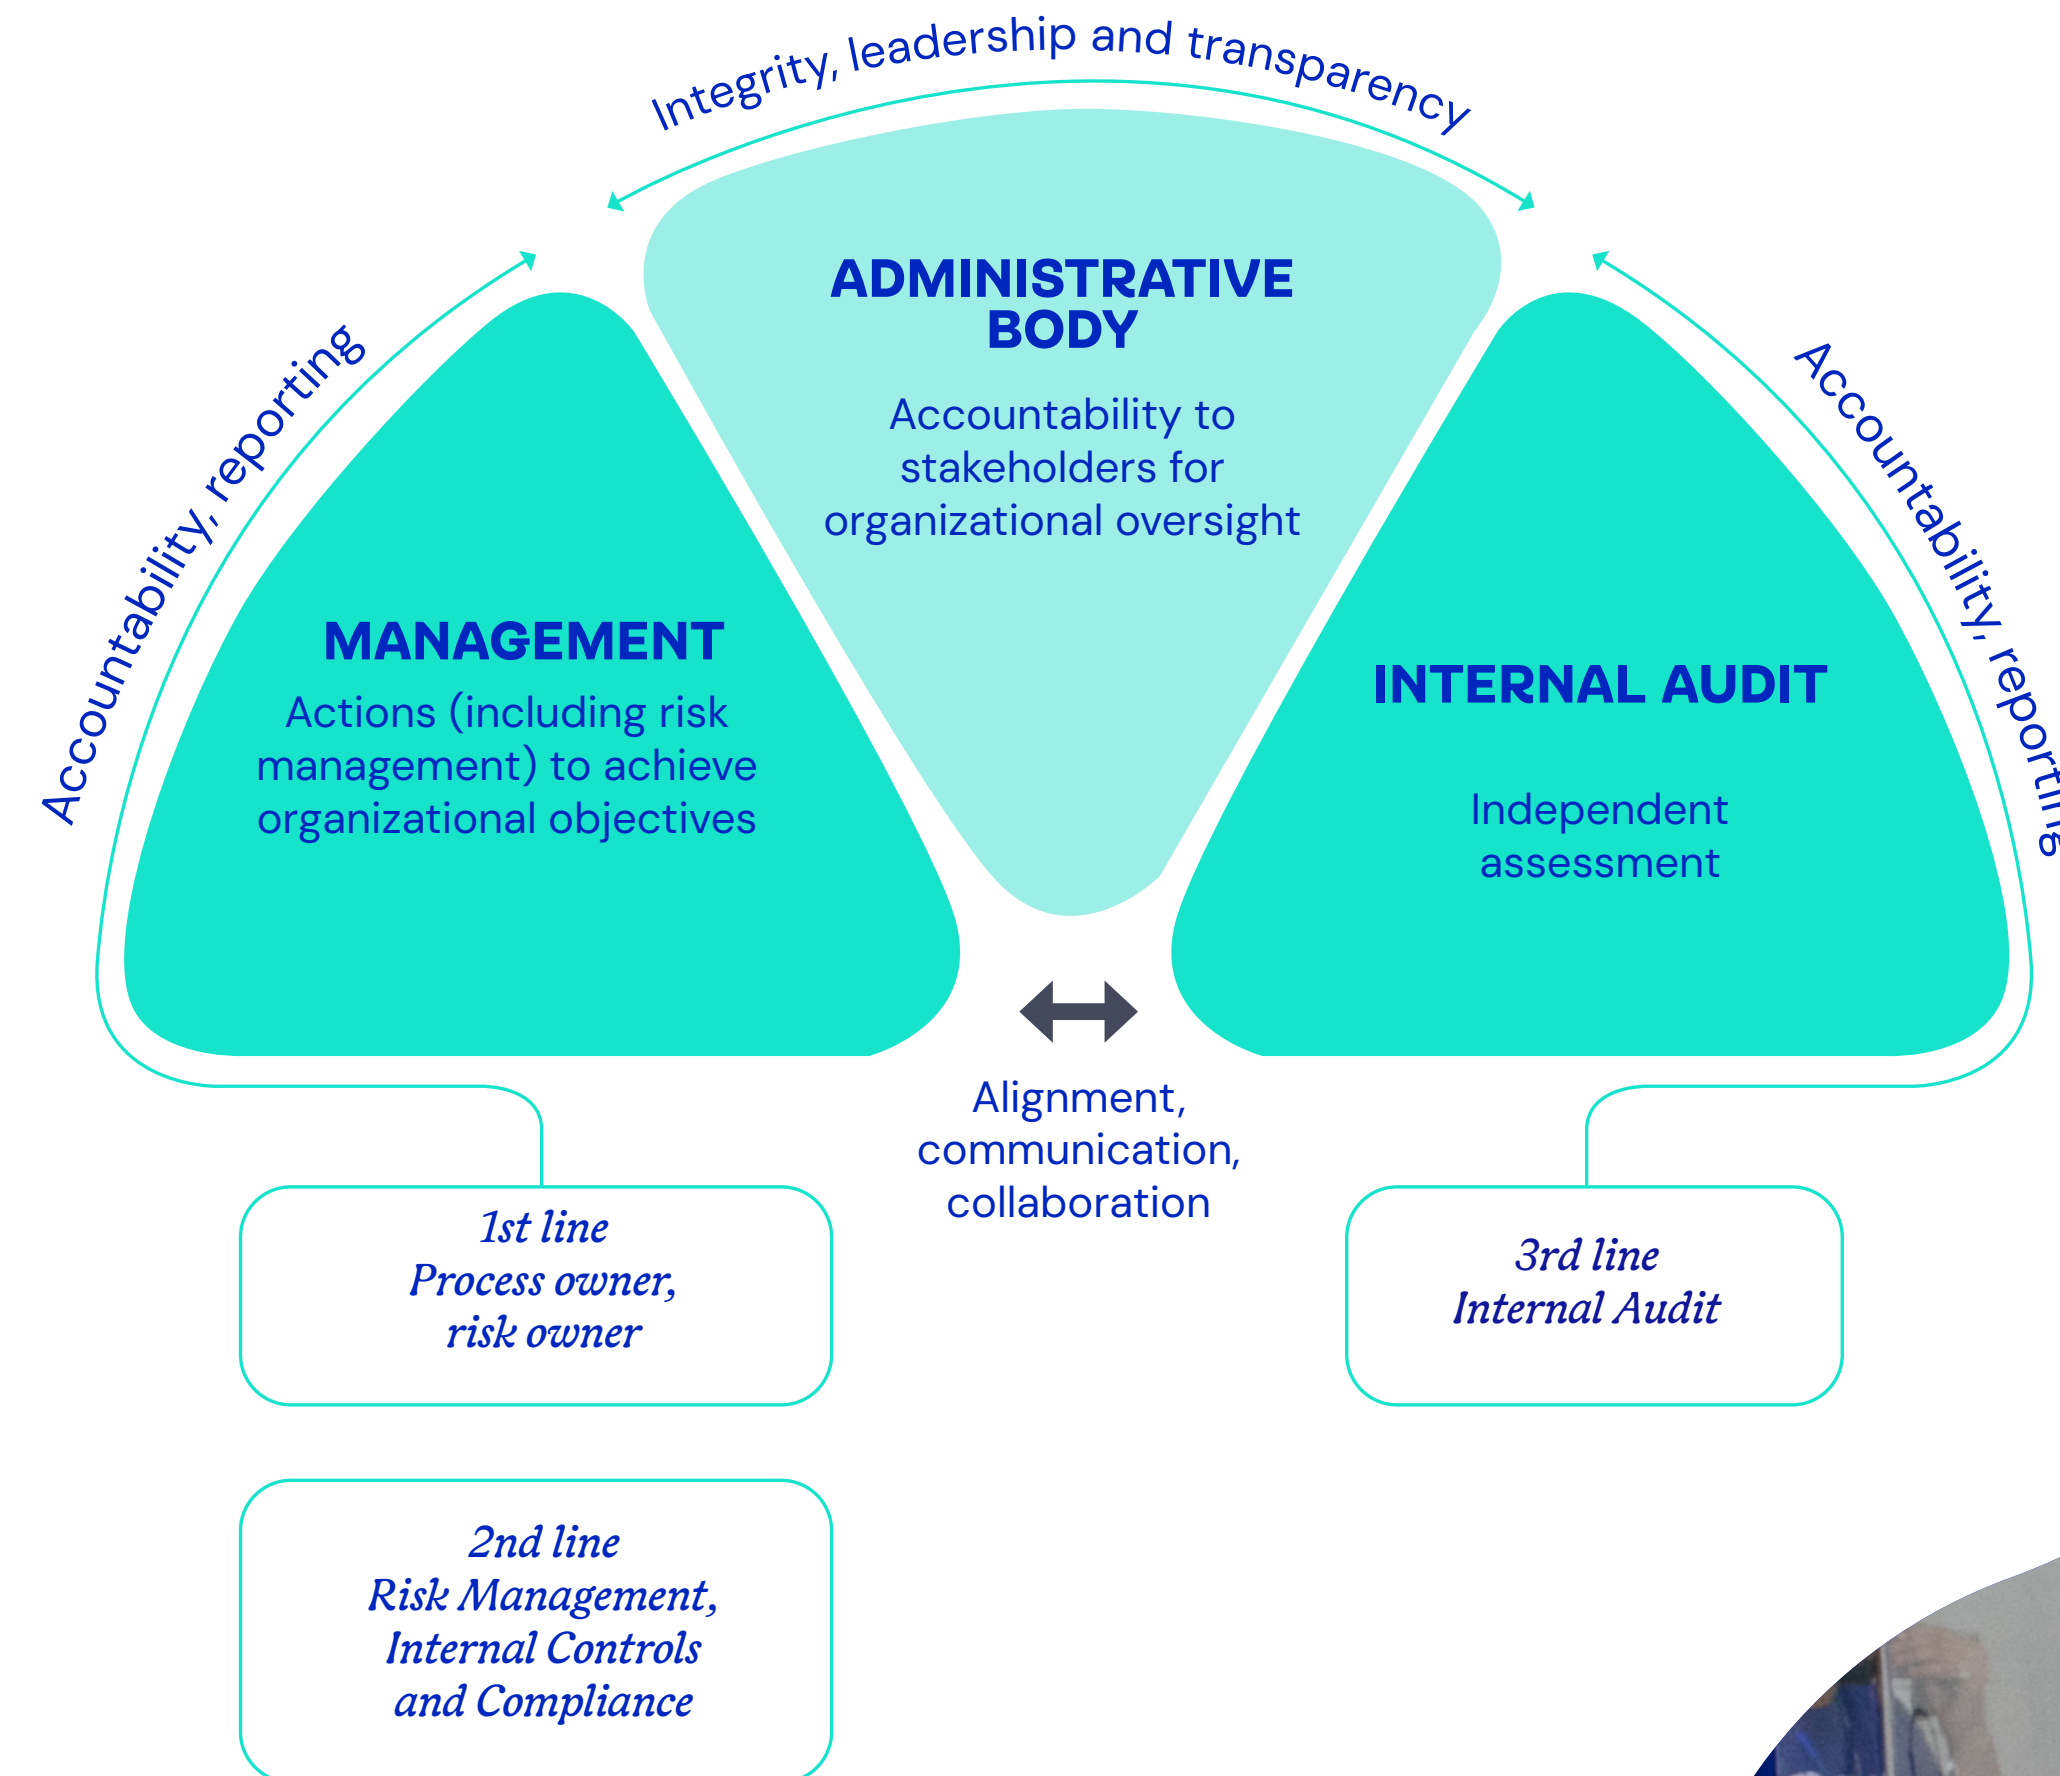 Integrity, leadership and transparency
ADMINISTRATIVE
BODY
Accountability to
stakeholders for
organizational oversight
Accountability, reporting
MANAGEMENT
Actions (including risk
management) to achieve
organizational objectives
Accountability, reporting
INTERNAL AUDIT
Independent
assessment
Alignment,
communication,
collaboration
1st line
Process owner,
risk owner
3rd line
Internal Audit
2nd line
Risk Management,
Internal Controls
and Compliance